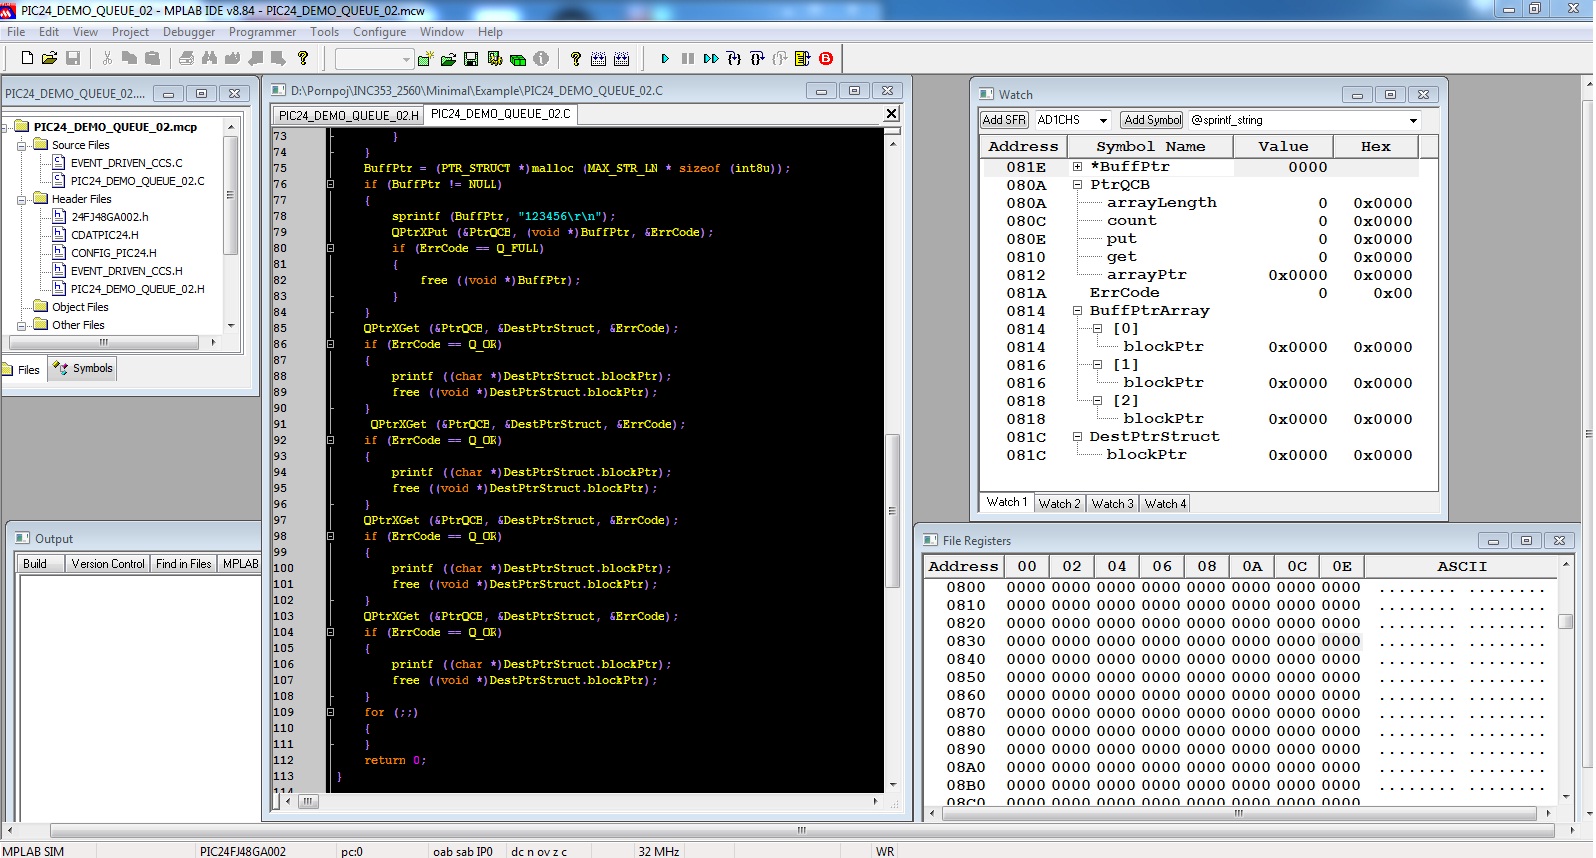 PIC24_DEMO_QUEUE_02 - MPLAB IDE v8.84 - PIC24_DEMO_QUEUE_02.mcw
File Edit View Project Debugger Programmer Tools Configure Window Help
PIC24_DEMO_QUEUE_02....
PIC24_DEMO_QUEUE_02.mcp
Source Files
EVENT_DRIVEN_CCS.C
PIC24_DEMO_QUEUE_02.C
Header Files
24FJ48GA002.h
CDATPIC24.H
CONFIG_PIC24.H
EVENT_DRIVEN_CCS.H
PIC24_DEMO_QUEUE_02.H
Object Files
Other Files
Files Symbols
Output
Build Version Control Find in Files MPLAB
D:\Pornpoj\INC353_2560\Minimal\Example\PIC24_DEMO_QUEUE_02.C
PIC24_DEMO_QUEUE_02.H PIC24_DEMO_QUEUE_02.C
73 }
74 }
75 BuffPtr = (PTR_STRUCT *)malloc (MAX_STR_LN * sizeof (int8u));
76 if (BuffPtr != NULL)
77 {
78 sprintf (BuffPtr, "123456\r\n");
79 QPtrXPut (&PtrQCB, (void *)BuffPtr, &ErrCode);
80 if (ErrCode == Q_FULL)
81 {
82 free ((void *)BuffPtr);
83 }
84 }
85 QPtrXGet (&PtrQCB, &DestPtrStruct, &ErrCode);
86 if (ErrCode == Q_OK)
87 {
88 printf ((char *)DestPtrStruct.blockPtr);
89 free ((void *)DestPtrStruct.blockPtr);
90 }
91 QPtrXGet (&PtrQCB, &DestPtrStruct, &ErrCode);
92 if (ErrCode == Q_OK)
93 {
94 printf ((char *)DestPtrStruct.blockPtr);
95 free ((void *)DestPtrStruct.blockPtr);
96 }
97 QPtrXGet (&PtrQCB, &DestPtrStruct, &ErrCode);
98 if (ErrCode == Q_OK)
99 {
100 printf ((char *)DestPtrStruct.blockPtr);
101 free ((void *)DestPtrStruct.blockPtr);
102 }
103 QPtrXGet (&PtrQCB, &DestPtrStruct, &ErrCode);
104 if (ErrCode == Q_OK)
105 {
106 printf ((char *)DestPtrStruct.blockPtr);
107 free ((void *)DestPtrStruct.blockPtr);
108 }
109 for (;;)
110 {
111 }
112 return 0;
113 }
114
Watch
Add SFR AD1CHS Add Symbol @sprintf_string
Address Symbol Name Value Hex
081E *BuffPtr 0000
080A PtrQCB
080A arrayLength 0 0x0000
080C count 0 0x0000
080E put 0 0x0000
0810 get 0 0x0000
0812 arrayPtr 0x0000 0x0000
081A ErrCode 0 0x00
0814 BuffPtrArray
0814 [0]
0814 blockPtr 0x0000 0x0000
0816 [1]
0816 blockPtr 0x0000 0x0000
0818 [2]
0818 blockPtr 0x0000 0x0000
081C DestPtrStruct
081C blockPtr 0x0000 0x0000
Watch 1 Watch 2 Watch 3 Watch 4
File Registers
Address 00 02 04 06 08 0A 0C 0E ASCII
0800 0000 0000 0000 0000 0000 0000 0000 0000 ........ ........
0810 0000 0000 0000 0000 0000 0000 0000 0000 ........ ........
0820 0000 0000 0000 0000 0000 0000 0000 0000 ........ ........
0830 0000 0000 0000 0000 0000 0000 0000 0000 ........ ........
0840 0000 0000 0000 0000 0000 0000 0000 0000 ........ ........
0850 0000 0000 0000 0000 0000 0000 0000 0000 ........ ........
0860 0000 0000 0000 0000 0000 0000 0000 0000 ........ ........
0870 0000 0000 0000 0000 0000 0000 0000 0000 ........ ........
0880 0000 0000 0000 0000 0000 0000 0000 0000 ........ ........
0890 0000 0000 0000 0000 0000 0000 0000 0000 ........ ........
08A0 0000 0000 0000 0000 0000 0000 0000 0000 ........ ........
08B0 0000 0000 0000 0000 0000 0000 0000 0000 ........ ........
08C0 0000 0000 0000 0000 0000 0000 0000 0000 ........ ........
MPLAB SIM PIC24FJ48GA002 pc:0 oab sab IP0 dc n ov z c 32 MHz WR